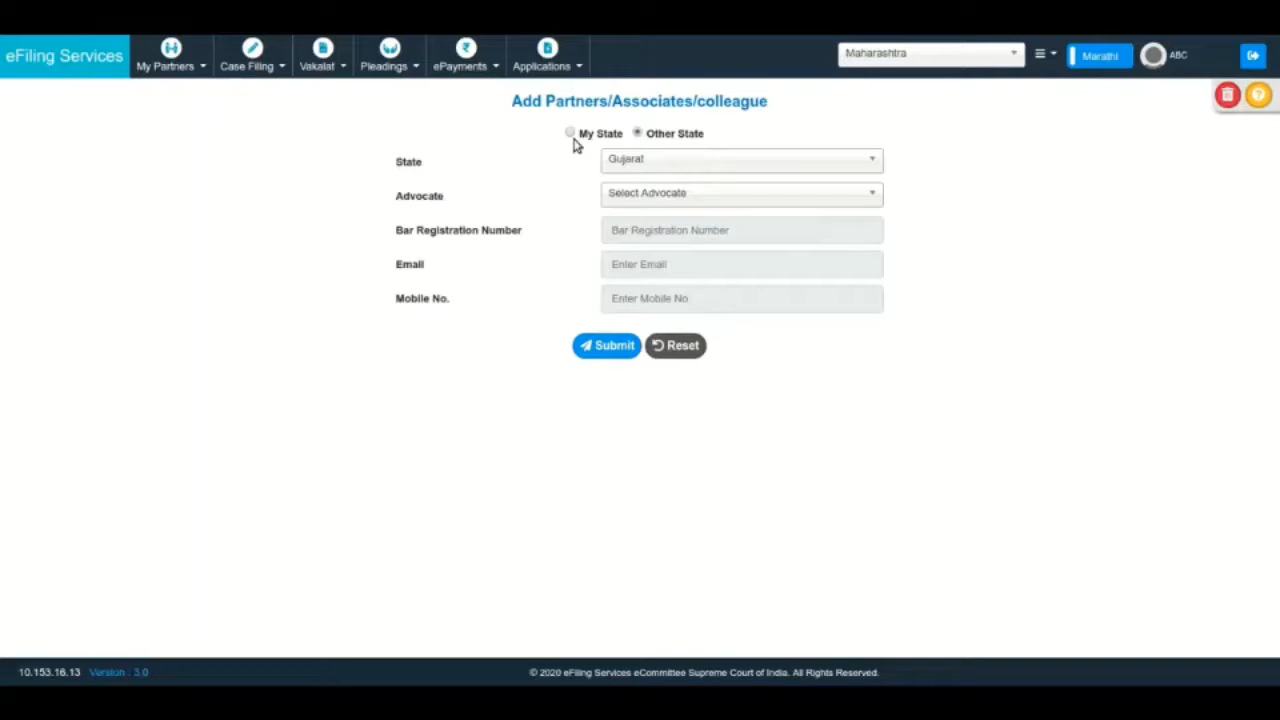 eFiling Services
My Partners
Case Filing
Vakalat
Pleadings
ePayments
Applications
Maharashtra
Marathi
ABC
Add Partners/Associates/colleague
My State Other State
State Gujarat
Advocate Select Advocate
Bar Registration Number Bar Registration Number
Email Enter Email
Mobile No. Enter Mobile No
Submit Reset
10.153.16.13 Version : 3.0
© 2020 eFiling Services eCommittee Supreme Court of India. All Rights Reserved.